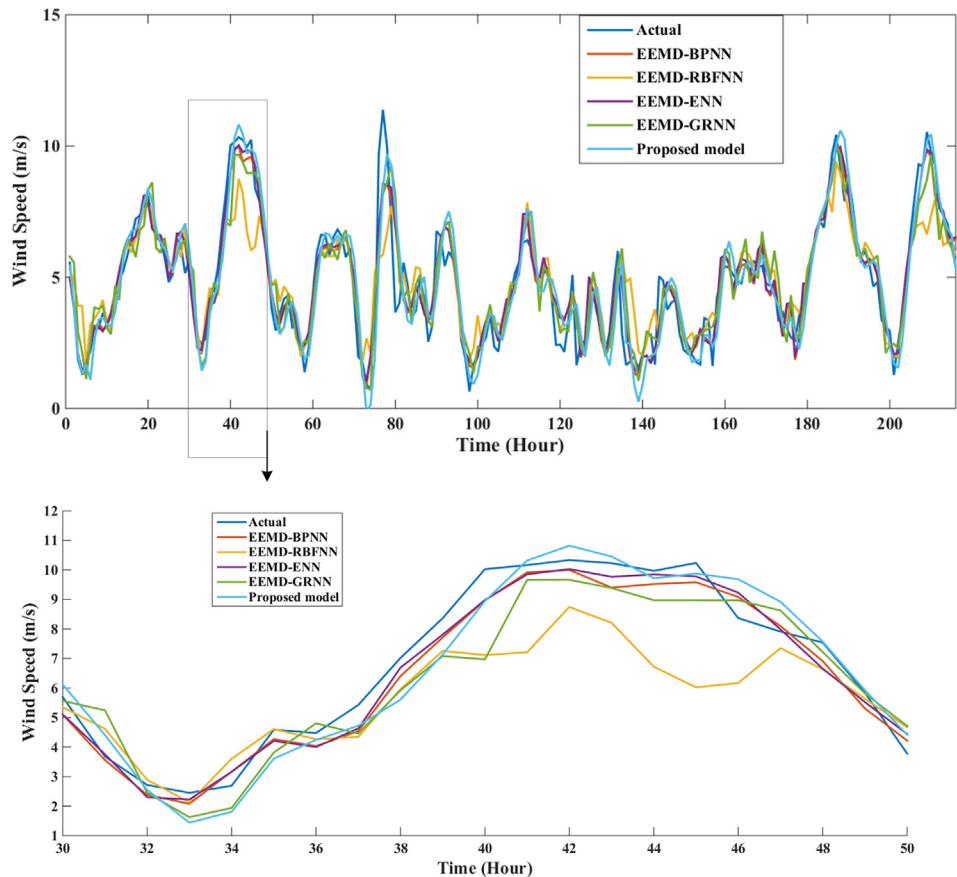 15
10
5
0
Wind Speed (m/s)
Actual
EEMD-BPNN
EEMD-RBFNN
EEMD-ENN
EEMD-GRNN
Proposed model
0 20 40 60 80 100 120 140 160 180 200
Time (Hour)
12
11
10
9
8
7
6
5
4
3
2
1
Wind Speed (m/s)
Actual
EEMD-BPNN
EEMD-RBFNN
EEMD-ENN
EEMD-GRNN
Proposed model
30 32 34 36 38 40 42 44 46 48 50
Time (Hour)